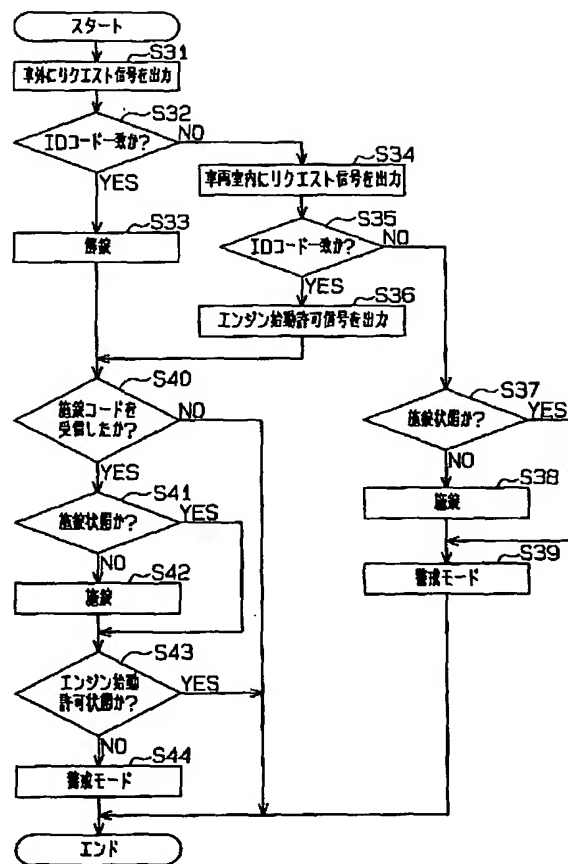 スタート
S31
車外にリクエスト信号を出力
S32
IDコード一致か?
NO
YES
S33
解錠
S34
車両室内にリクエスト信号を出力
S35
IDコード一致か?
NO
YES
S36
エンジン始動許可信号を出力
S40
施錠コードを
受信したか?
NO
YES
S37
施錠状態か?
YES
NO
S38
施錠
S39
警戒モード
S41
施錠状態か?
YES
NO
S42
施錠
S43
エンジン始動
許可状態か?
YES
NO
S44
警戒モード
エンド